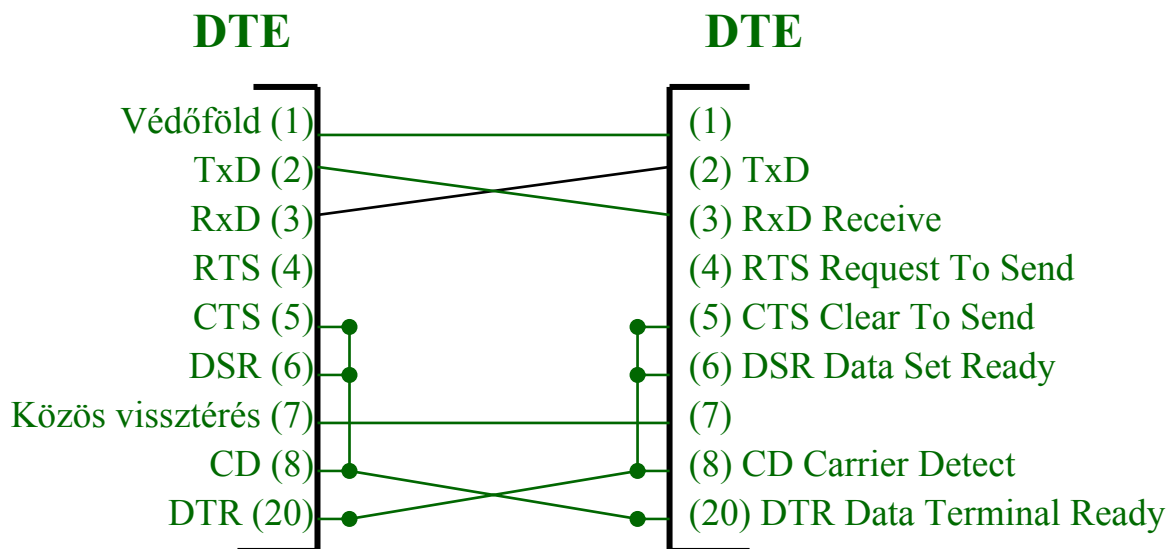 DTE DTE
Védőföld (1) (1)
TxD (2) (2) TxD
RxD (3) (3) RxD Receive
RTS (4) (4) RTS Request To Send
CTS (5) (5) CTS Clear To Send
DSR (6) (6) DSR Data Set Ready
Közös vissztérés (7) (7)
CD (8) (8) CD Carrier Detect
DTR (20) (20) DTR Data Terminal Ready